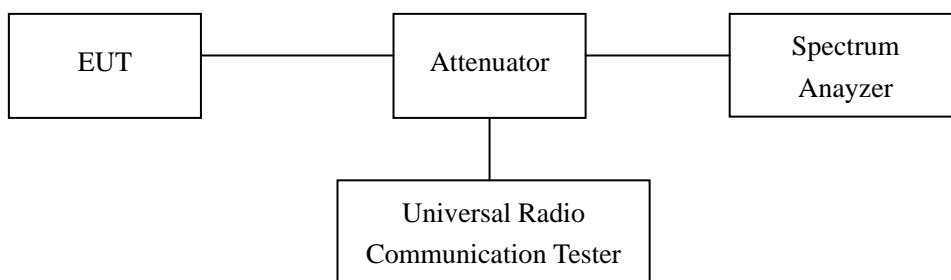 EUT
Attenuator
Spectrum
Anayzer
Universal Radio
Communication Tester